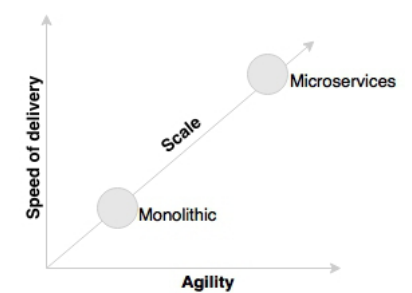 Speed of delivery
Microservices
Scale
Monolithic
Agility